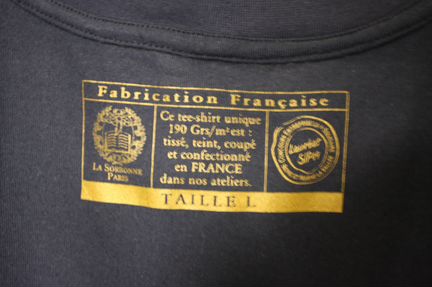 Fabrication Française
LA SORBONNE
PARIS
Ce tee-shirt unique
190 Grs/m² est :
tissé, teint, coupé
et confectionné
en FRANCE
dans nos ateliers.
TAILLE L